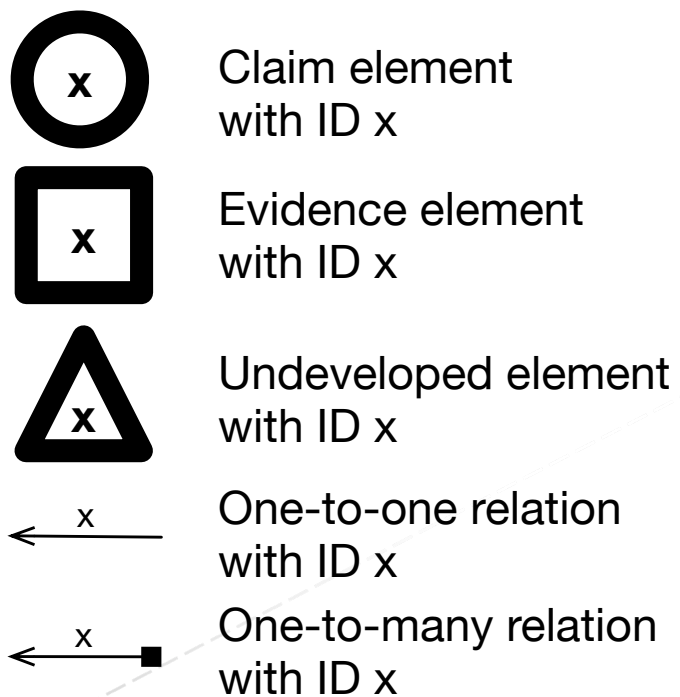 x
Claim element
with ID x
x
Evidence element
with ID x
x
Undeveloped element
with ID x
x
One-to-one relation
with ID x
x
One-to-many relation
with ID x